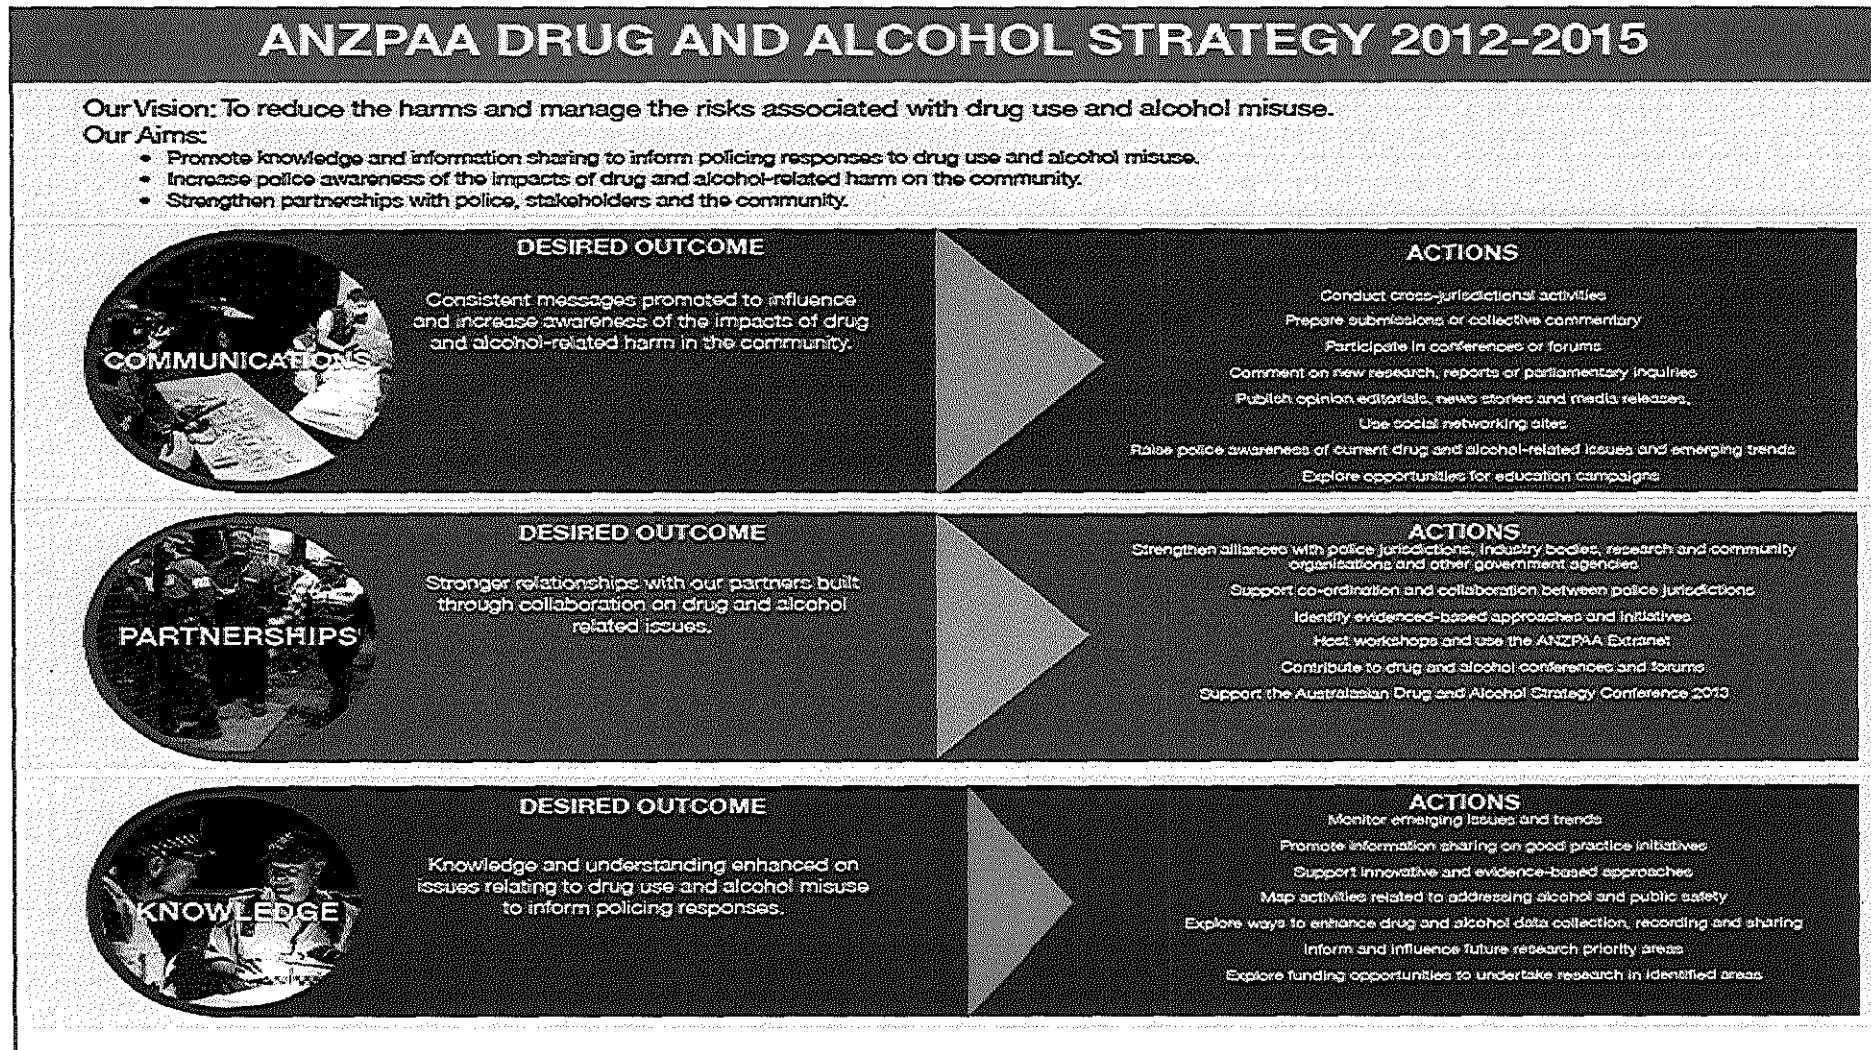 ANZPAA DRUG AND ALCOHOL STRATEGY 2012-2015
Our Vision: To reduce the harms and manage the risks associated with drug use and alcohol misuse.
Our Aims:
• Promote knowledge and information sharing to inform policing responses to drug use and alcohol misuse.
• Increase police awareness of the impacts of drug and alcohol-related harm on the community.
• Strengthen partnerships with police, stakeholders and the community.
COMMUNICATIONS
DESIRED OUTCOME
Consistent messages promoted to influence
and increase awareness of the impacts of drug
and alcohol-related harm in the community.
ACTIONS
Conduct cross-jurisdictional activities
Prepare submissions or collective commentary
Participate in conferences or forums
Comment on new research, reports or parliamentary inquiries
Publish opinion editorials, news stories and media releases.
Use social networking sites
Raise police awareness of current drug and alcohol-related issues and emerging trends
Explore opportunities for education campaigns
PARTNERSHIPS
DESIRED OUTCOME
Stronger relationships with our partners built
through collaboration on drug and alcohol
related issues.
ACTIONS
Strengthen alliances with police jurisdictions, industry bodies, research and community
organisations and other government agencies
Support co-ordination and collaboration between police jurisdictions
Identify evidenced-based approaches and initiatives
Host workshops and use the ANZPAA Extranet
Contribute to drug and alcohol conferences and forums
Support the Australasian Drug and Alcohol Strategy Conference 2013
KNOWLEDGE
DESIRED OUTCOME
Knowledge and understanding enhanced on
issues relating to drug use and alcohol misuse
to inform policing responses.
ACTIONS
Monitor emerging issues and trends
Promote information sharing on good practice initiatives
Support innovative and evidence-based approaches
Map activities related to addressing alcohol and public safety
Explore ways to enhance drug and alcohol data collection, recording and sharing
Inform and influence future research priority areas
Explore funding opportunities to undertake research in identified areas